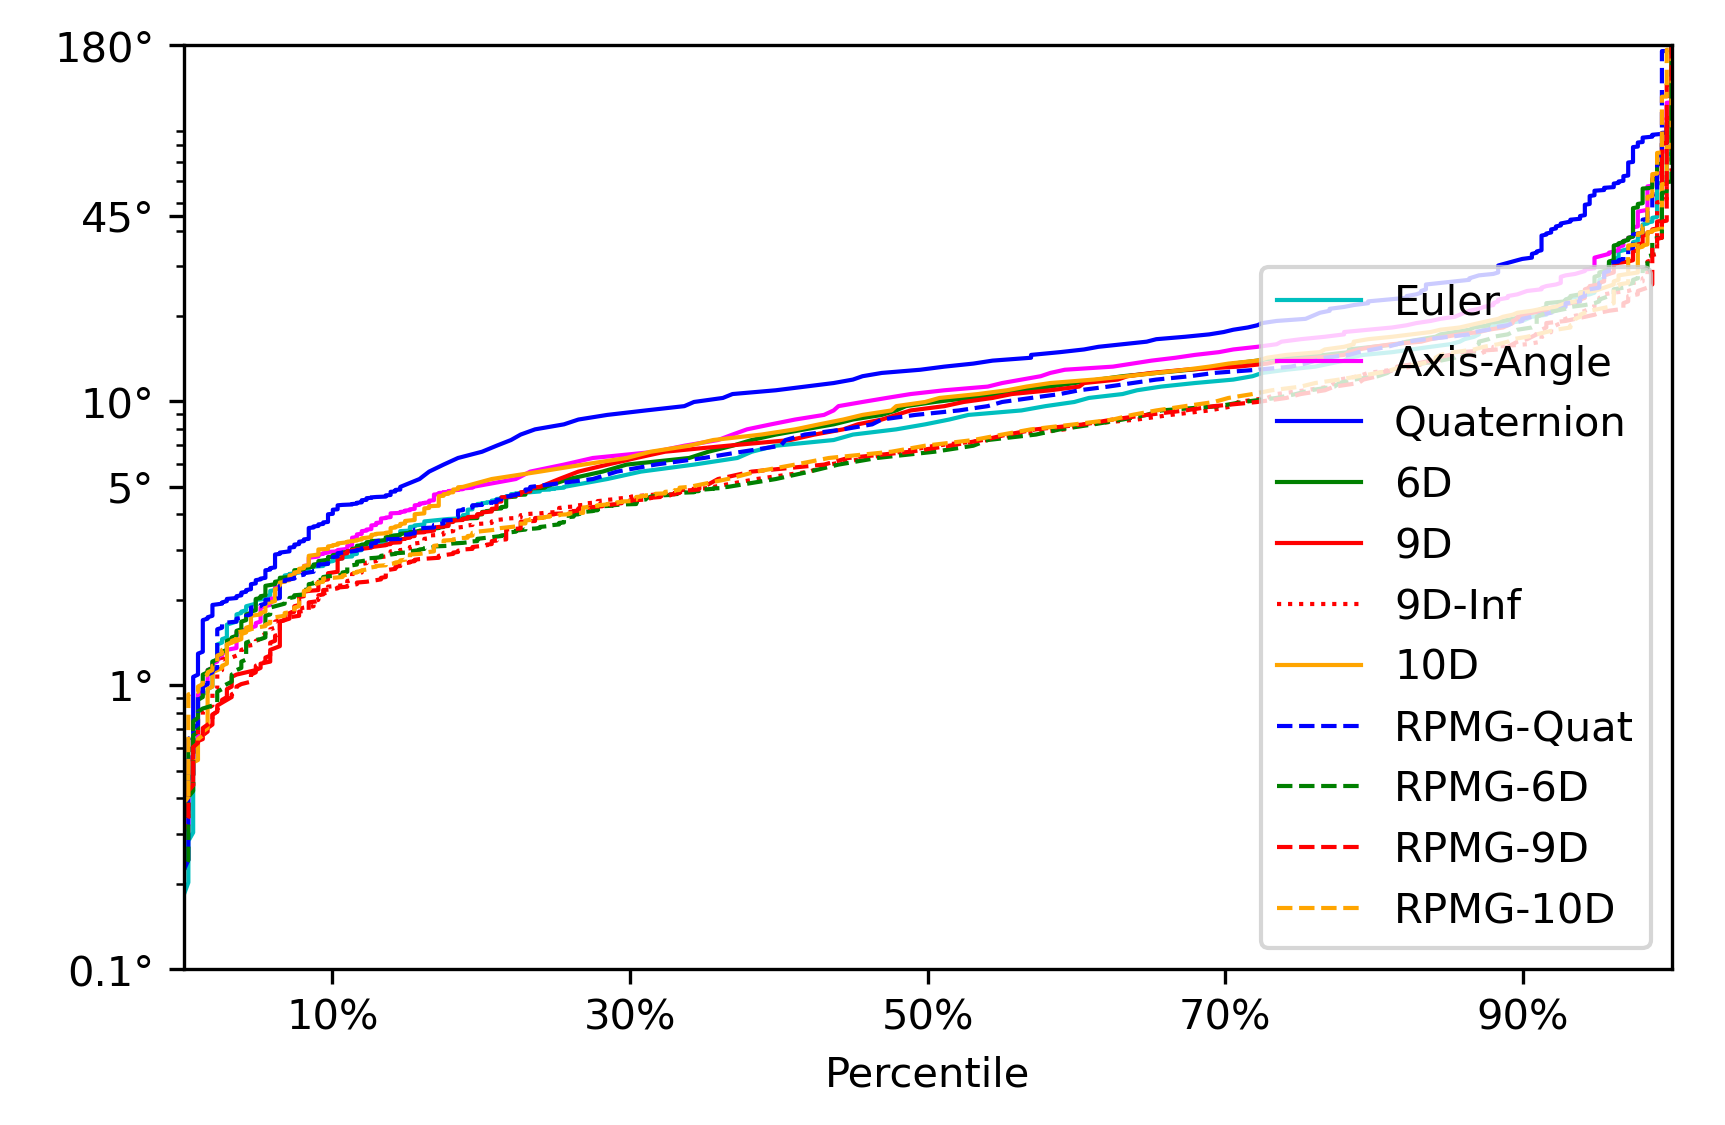 180°
45°
10°
5°
1°
0.1°
10% 30% 50% 70% 90%
Percentile
Euler
Axis-Angle
Quaternion
6D
9D
9D-Inf
10D
RPMG-Quat
RPMG-6D
RPMG-9D
RPMG-10D